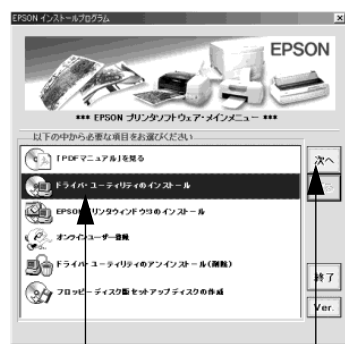 EPSON インストールプログラム
EPSON
*** EPSON プリンタソフトウェア・メインメニュー ***
以下の中から必要な項目をお選びください
「PDFマニュアル」を見る
ドライバ・ユーティリティのインストール
EPSONプリンタウィンドウ!3のインストール
オンラインユーザー登録
ドライバ・ユーティリティのアンインストール(削除)
フロッピーディスク版セットアップディスクの作成
次へ
終了
Ver.